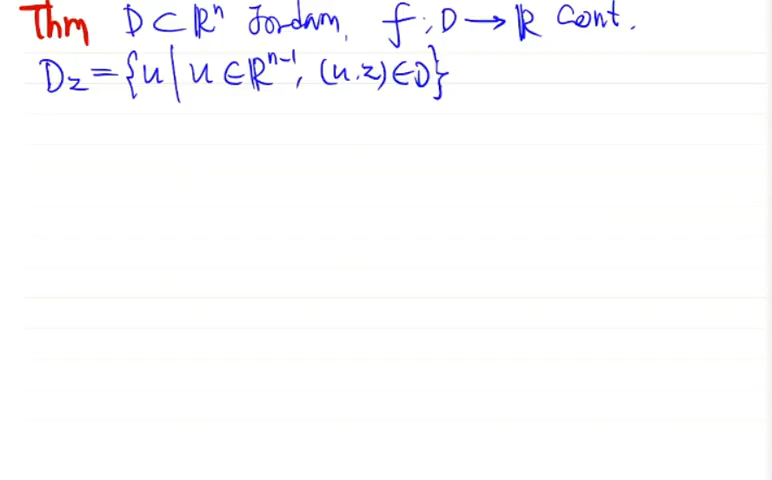 Thm D ⊂ ℝⁿ Jordan, f: D → ℝ cont.
D_z = {u | u ∈ ℝⁿ⁻¹, (u, z) ∈ D}